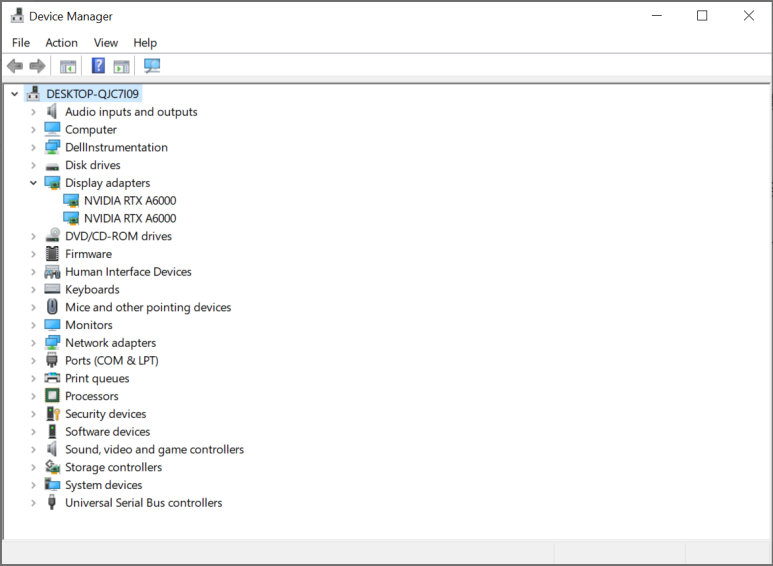 Device Manager
File Action View Help
DESKTOP-QJC7I09
Audio inputs and outputs
Computer
DellInstrumentation
Disk drives
Display adapters
NVIDIA RTX A6000
NVIDIA RTX A6000
DVD/CD-ROM drives
Firmware
Human Interface Devices
Keyboards
Mice and other pointing devices
Monitors
Network adapters
Ports (COM & LPT)
Print queues
Processors
Security devices
Software devices
Sound, video and game controllers
Storage controllers
System devices
Universal Serial Bus controllers